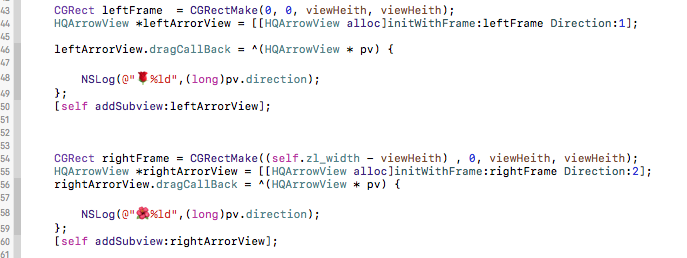 43 CGRect leftFrame  = CGRectMake(0, 0, viewHeith, viewHeith);
44 HQArrowView *leftArrorView = [[HQArrowView alloc]initWithFrame:leftFrame Direction:1];
45
46 leftArrorView.dragCallBack = ^(HQArrowView * pv) {
47
48 NSLog(@"🌹%ld",(long)pv.direction);
49 };
50 [self addSubview:leftArrorView];
51
52
53
54 CGRect rightFrame = CGRectMake((self.zl_width - viewHeith) , 0, viewHeith, viewHeith);
55 HQArrowView *rightArrorView = [[HQArrowView alloc]initWithFrame:rightFrame Direction:2];
56 rightArrorView.dragCallBack = ^(HQArrowView * pv) {
57
58 NSLog(@"🌺%ld",(long)pv.direction);
59 };
60 [self addSubview:rightArrorView];
61